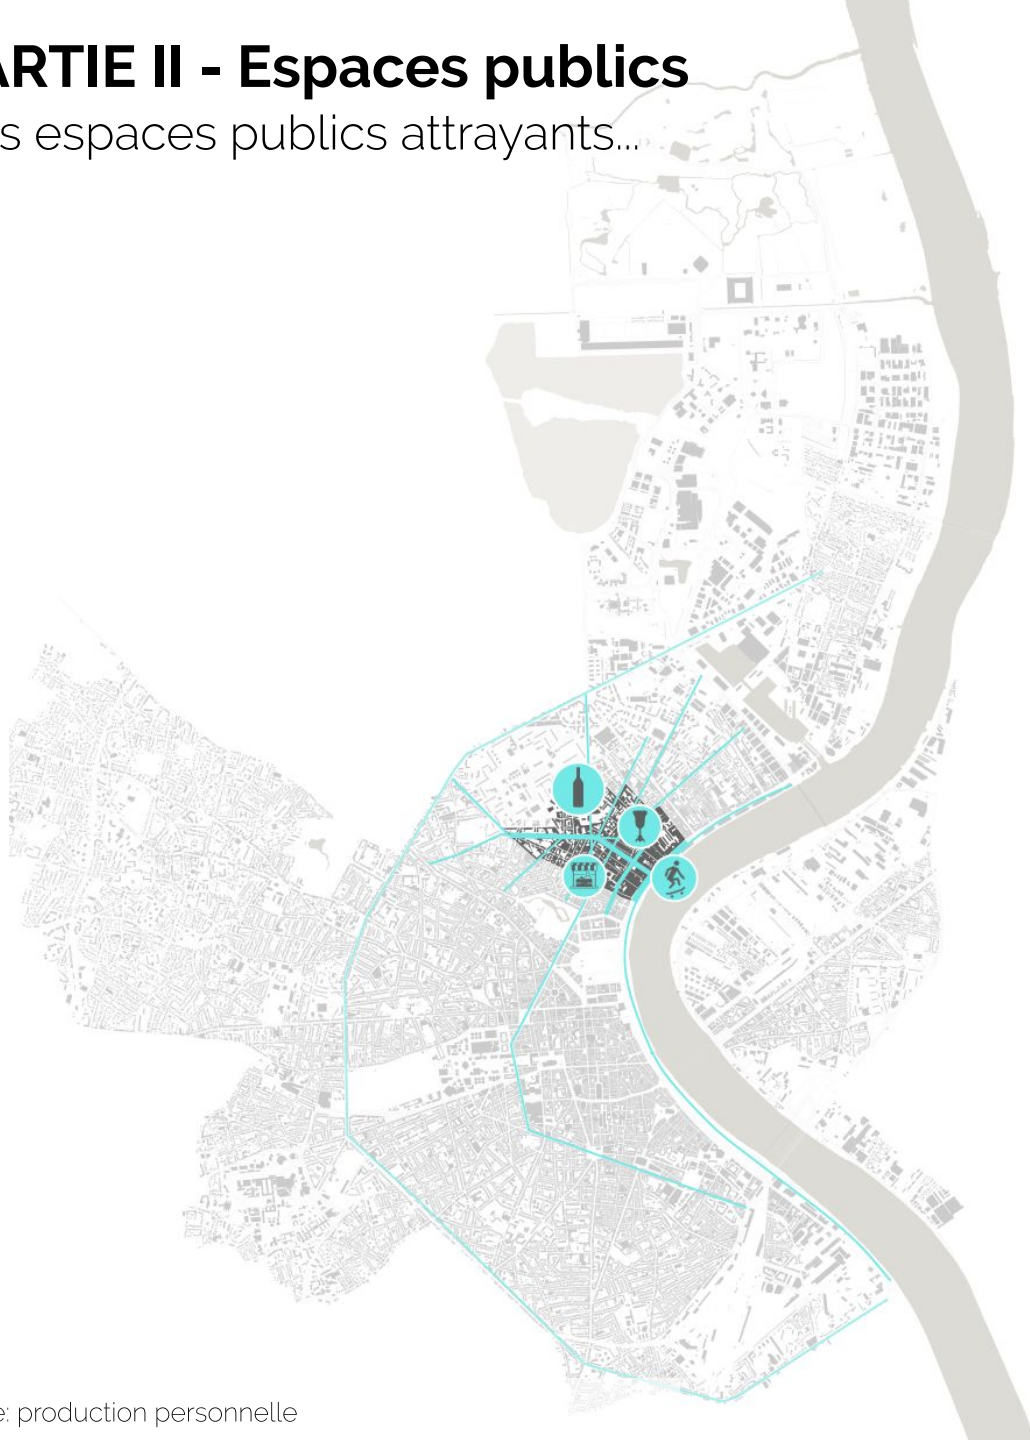 ARTIE II - Espaces publics
s espaces publics attrayants...
e: production personnelle